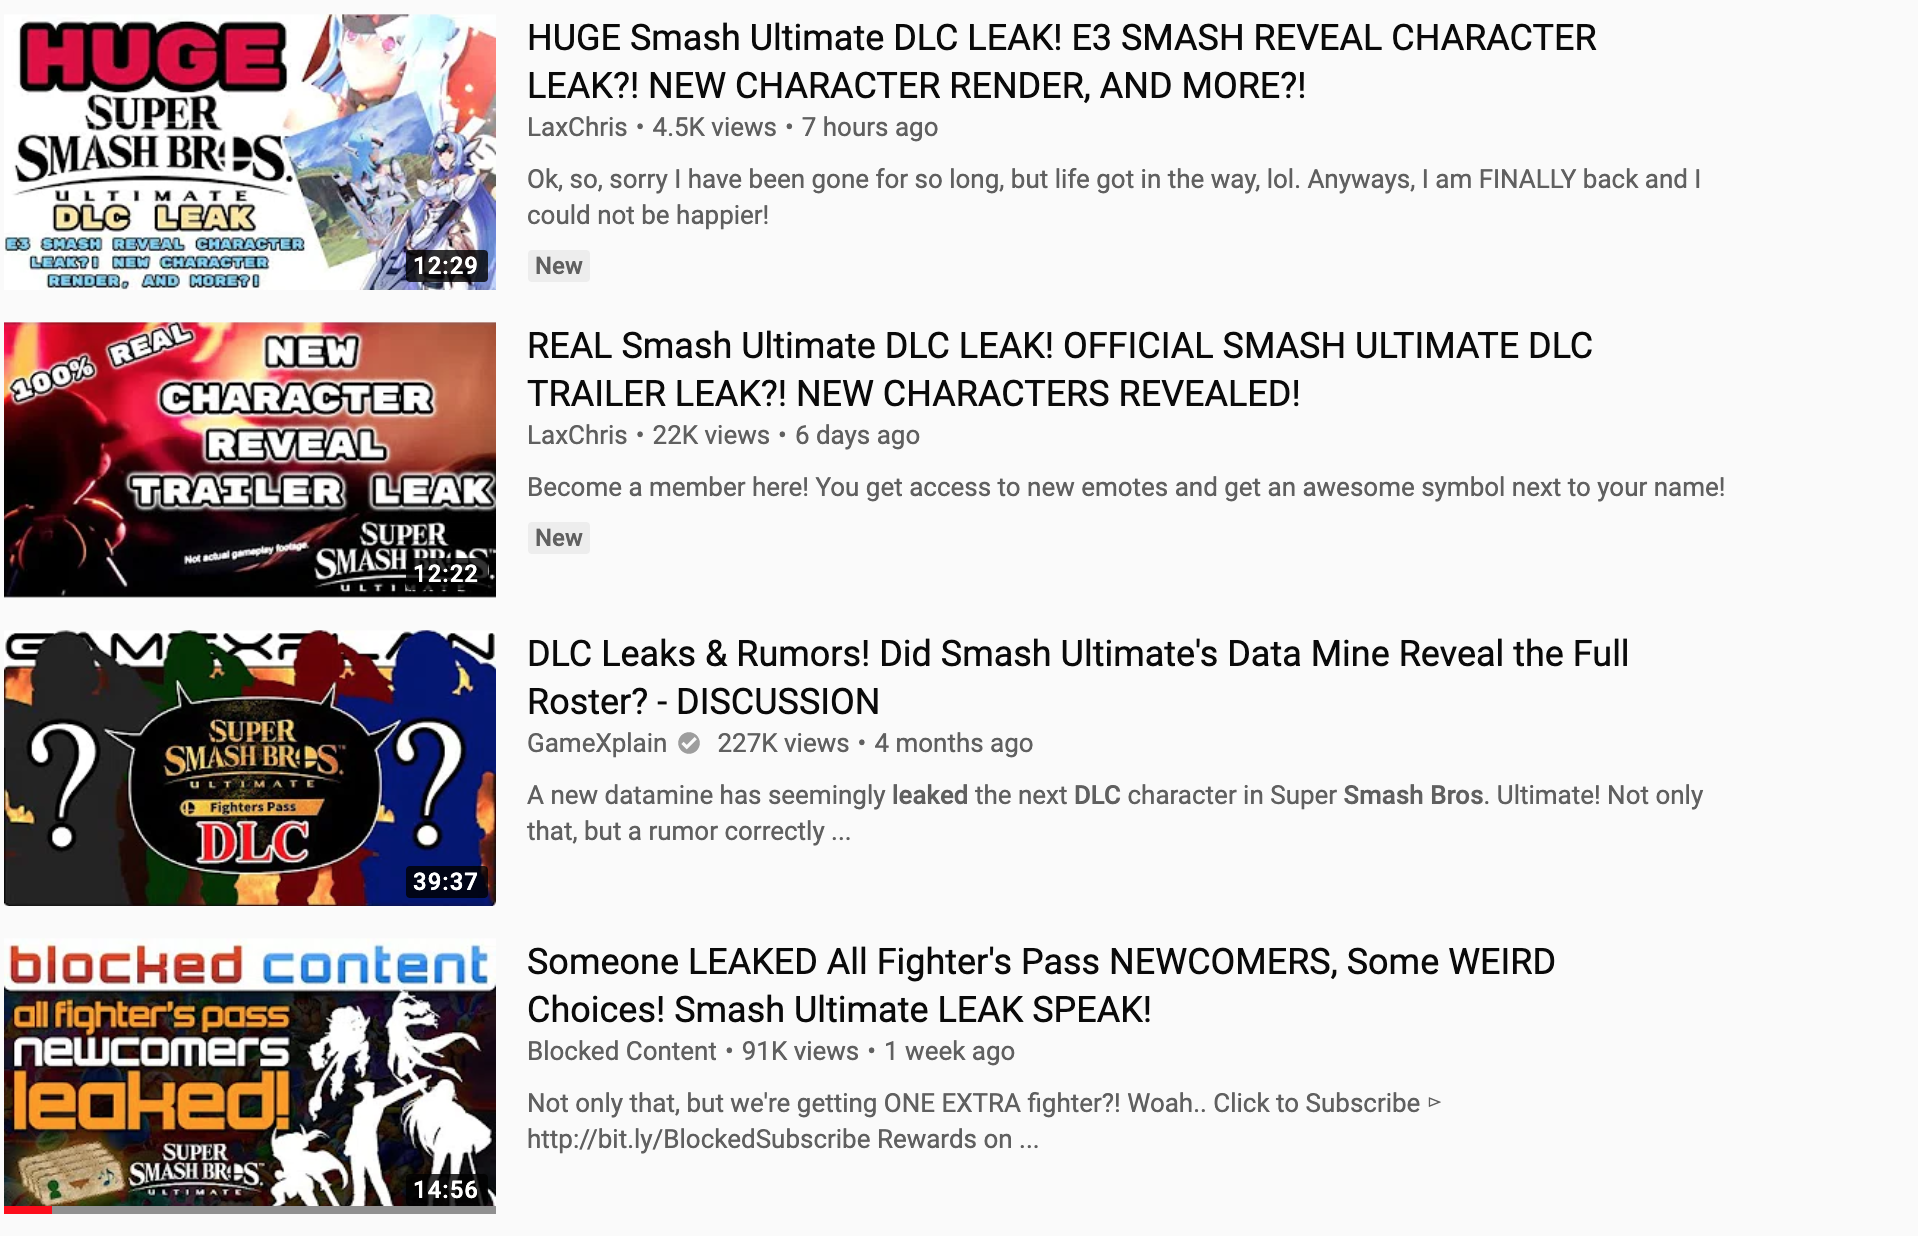 HUGE
SUPER
SMASH BROS.
ULTIMATE
DLC LEAK
E3 SMASH REVEAL CHARACTER
LEAK?! NEW CHARACTER
RENDER, AND MORE?!
12:29
HUGE Smash Ultimate DLC LEAK! E3 SMASH REVEAL CHARACTER
LEAK?! NEW CHARACTER RENDER, AND MORE?!
LaxChris • 4.5K views • 7 hours ago
Ok, so, sorry I have been gone for so long, but life got in the way, lol. Anyways, I am FINALLY back and I
could not be happier!
New
100% REAL
NEW
CHARACTER
REVEAL
TRAILER LEAK
Not actual gameplay footage.
SUPER
SMASH BROS.
ULTIMATE
12:22
REAL Smash Ultimate DLC LEAK! OFFICIAL SMASH ULTIMATE DLC
TRAILER LEAK?! NEW CHARACTERS REVEALED!
LaxChris • 22K views • 6 days ago
Become a member here! You get access to new emotes and get an awesome symbol next to your name!
New
GAMEXPLAIN
? ?
SUPER
SMASH BROS.™
ULTIMATE
Fighters Pass
DLC
39:37
DLC Leaks & Rumors! Did Smash Ultimate's Data Mine Reveal the Full
Roster? - DISCUSSION
GameXplain 227K views • 4 months ago
A new datamine has seemingly leaked the next DLC character in Super Smash Bros. Ultimate! Not only
that, but a rumor correctly ...
blocked content
all fighter's pass
newcomers
leaked!
SUPER
SMASH BROS.™
ULTIMATE
14:56
Someone LEAKED All Fighter's Pass NEWCOMERS, Some WEIRD
Choices! Smash Ultimate LEAK SPEAK!
Blocked Content • 91K views • 1 week ago
Not only that, but we're getting ONE EXTRA fighter?! Woah.. Click to Subscribe ▻
http://bit.ly/BlockedSubscribe Rewards on ...